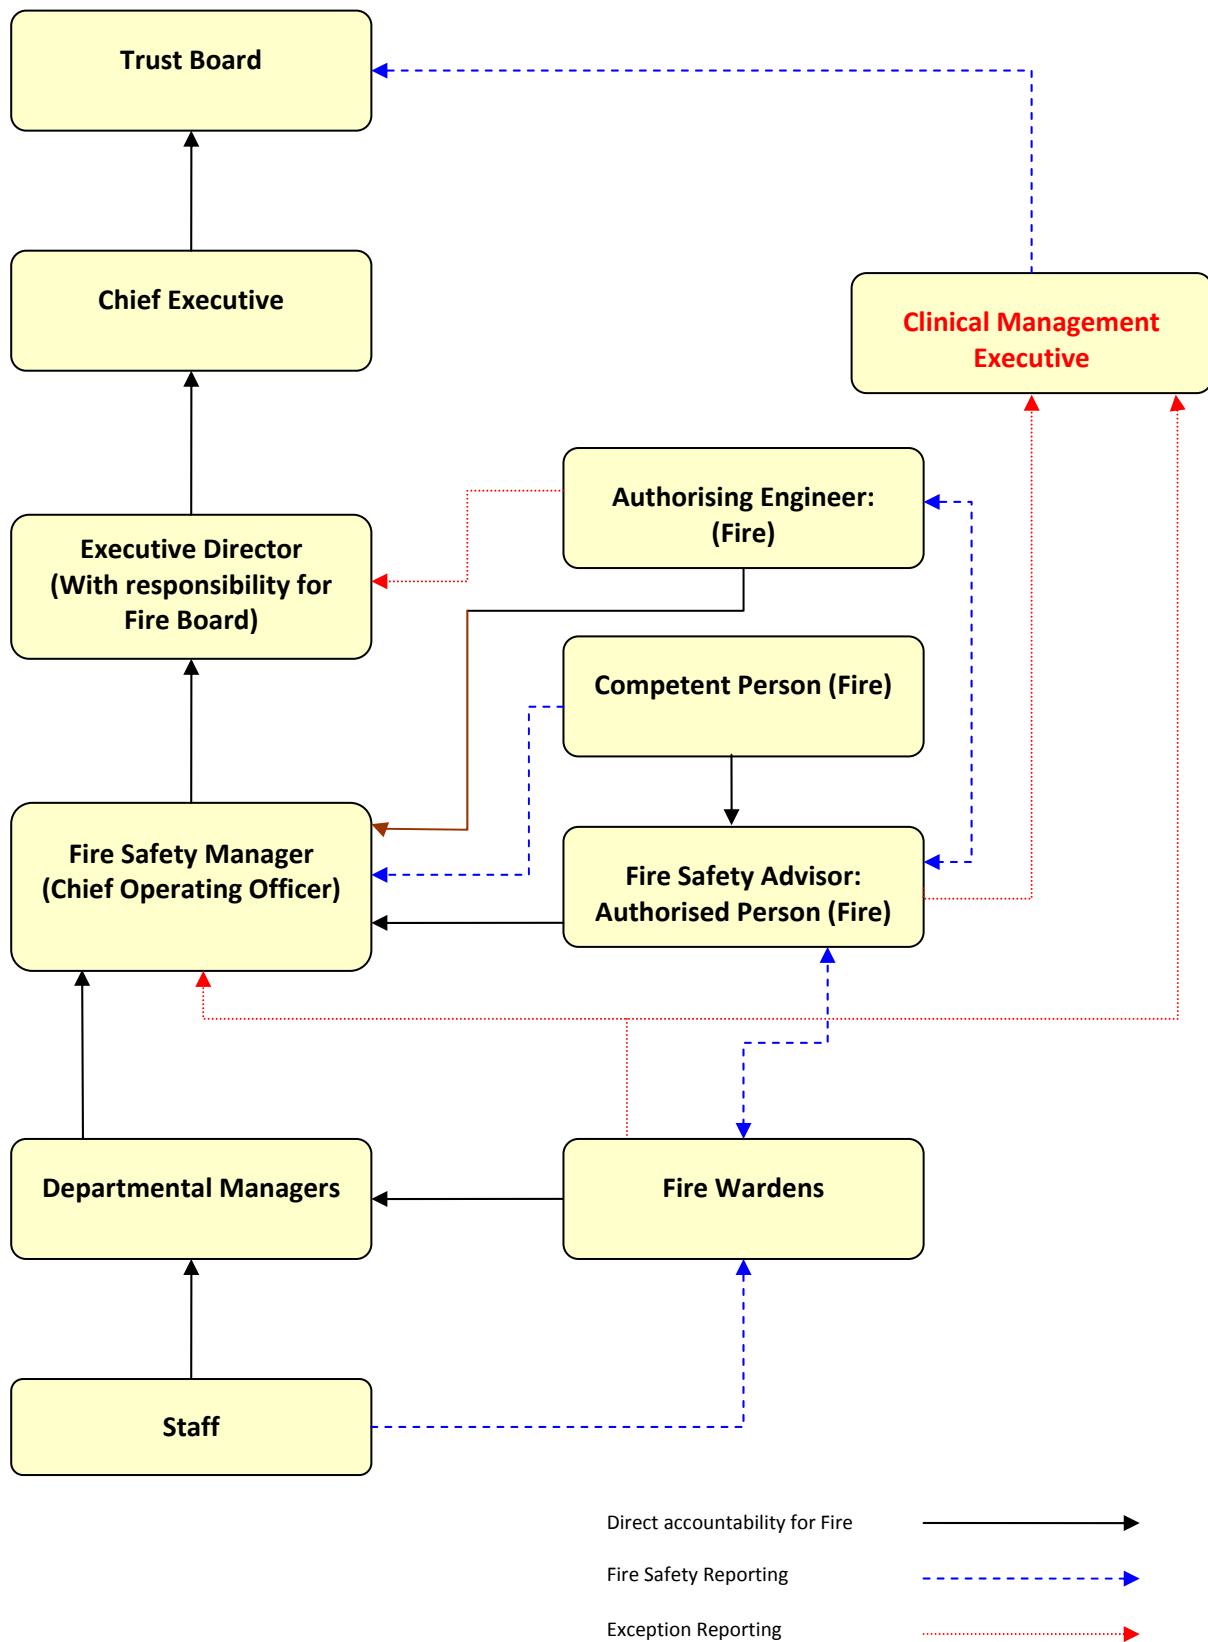 Trust Board
Chief Executive
Clinical Management
Executive
Authorising Engineer:
(Fire)
Executive Director
(With responsibility for
Fire Board)
Competent Person (Fire)
Fire Safety Manager
(Chief Operating Officer)
Fire Safety Advisor:
Authorised Person (Fire)
Departmental Managers
Fire Wardens
Staff
Direct accountability for Fire
Fire Safety Reporting
Exception Reporting